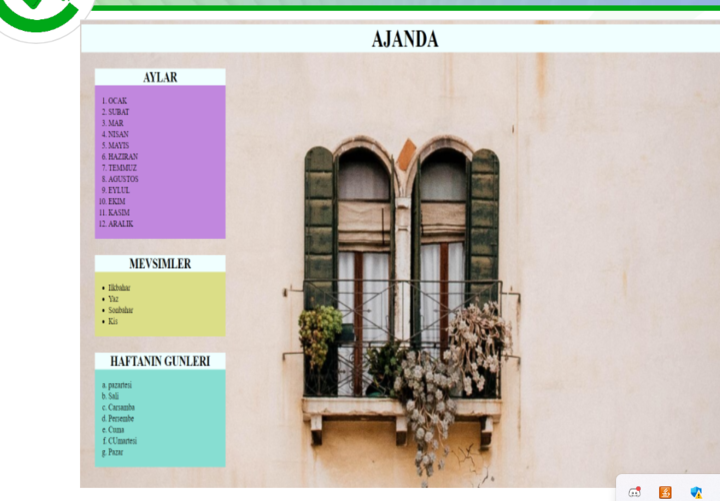 AJANDA
AYLAR
1. OCAK
2. SUBAT
3. MAR
4. NISAN
5. MAYIS
6. HAZIRAN
7. TEMMUZ
8. AGUSTOS
9. EYLUL
10. EKIM
11. KASIM
12. ARALIK
MEVSIMLER
• Ilkbahar
• Yaz
• Sonbahar
• Kis
HAFTANIN GUNLERI
a. pazartesi
b. Sali
c. Carsamba
d. Persembe
e. Cuma
f. CUmartesi
g. Pazar